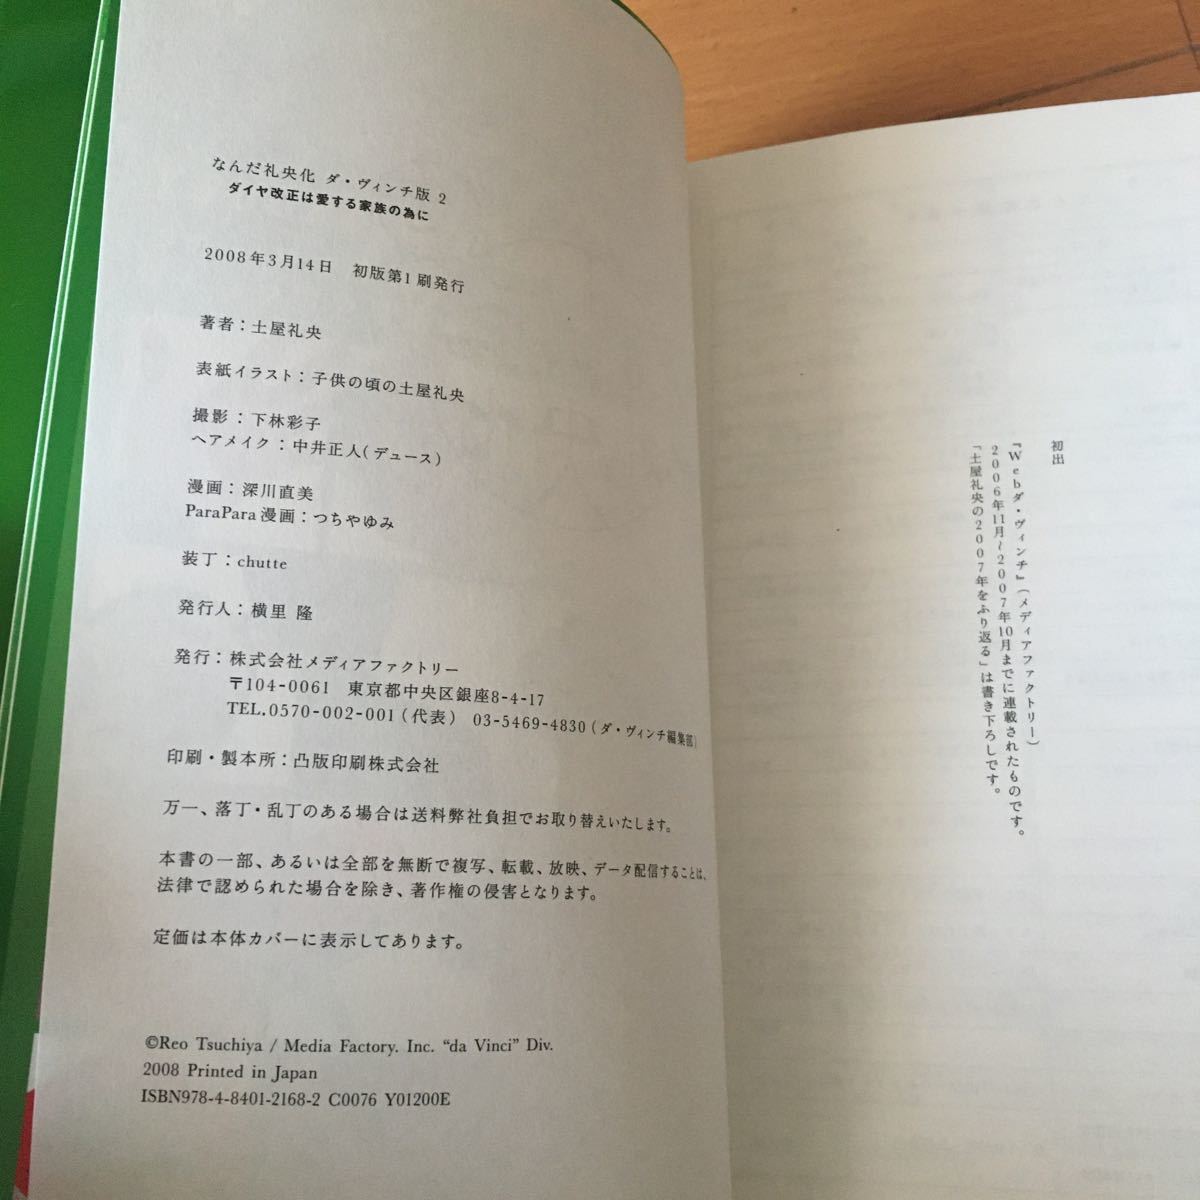 なんだ礼央化 ダ・ヴィンチ版 2
ダイヤ改正は愛する家族の為に
2008年3月14日　初版第1刷発行
著者：土屋礼央
表紙イラスト：子供の頃の土屋礼央
撮影：下林彩子
ヘアメイク：中井正人（デュース）
漫画：深川直美
ParaPara漫画：つちやゆみ
装丁：chutte
発行人：横里 隆
発行：株式会社メディアファクトリー
〒104-0061　東京都中央区銀座8-4-17
TEL.0570-002-001（代表） 03-5469-4830（ダ・ヴィンチ編集部）
印刷・製本所：凸版印刷株式会社
万一、落丁・乱丁のある場合は送料弊社負担でお取り替えいたします。
本書の一部、あるいは全部を無断で複写、転載、放映、データ配信することは、
法律で認められた場合を除き、著作権の侵害となります。
定価は本体カバーに表示してあります。
©Reo Tsuchiya / Media Factory. Inc. “da Vinci” Div.
2008 Printed in Japan
ISBN978-4-8401-2168-2 C0076 Y01200E
初出
『Webダ・ヴィンチ』（メディアファクトリー）
2006年11月〜2007年10月までに連載されたものです。
「土屋礼央の2007年をふり返る」は書き下ろしです。